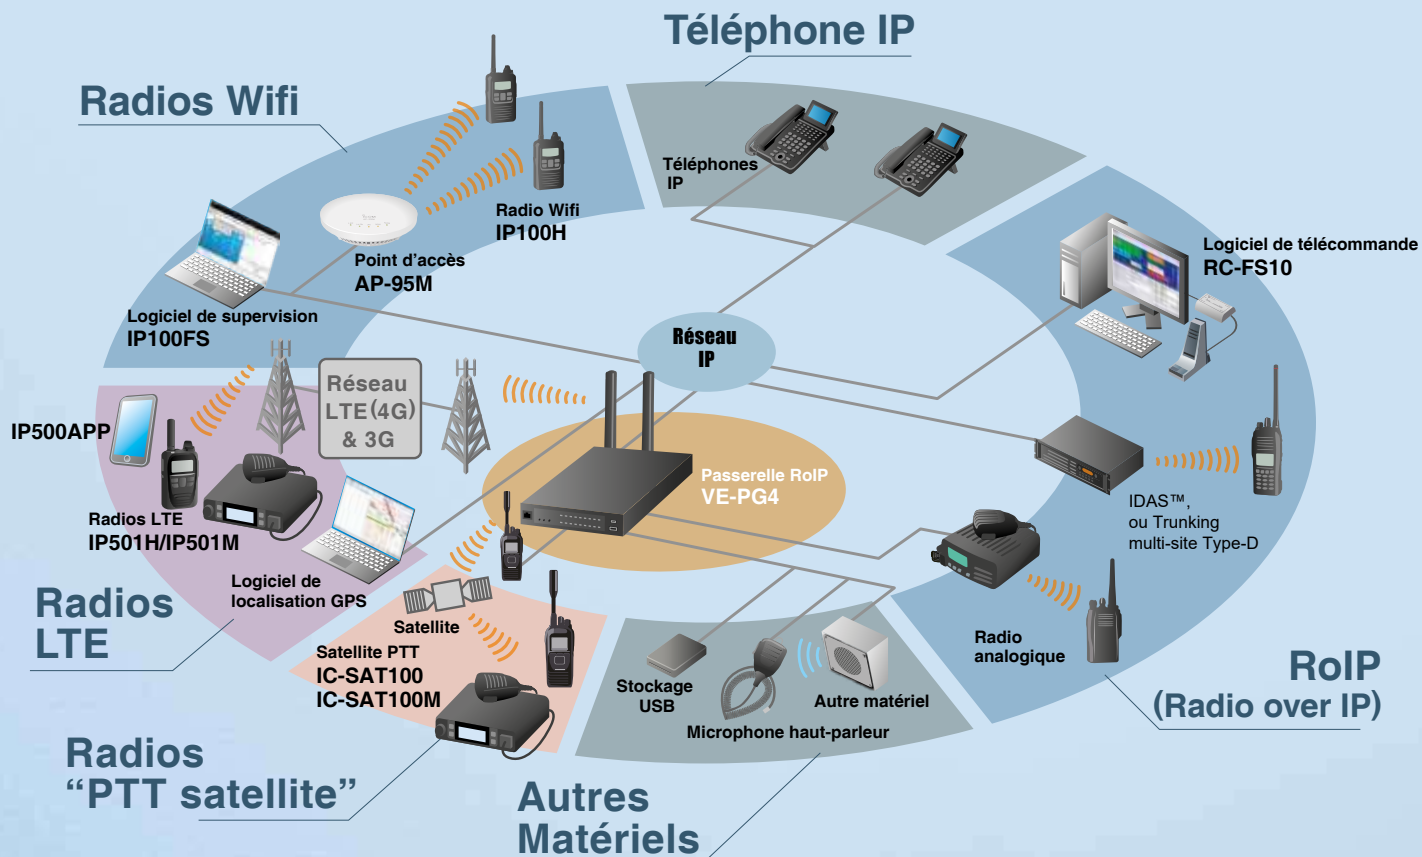 Téléphone IP
Radios Wifi
Téléphones
IP
Radio Wifi
IP100H
Point d'accès
AP-95M
Logiciel de supervision
IP100FS
Logiciel de télécommande
RC-FS10
Réseau
IP
Réseau
LTE(4G)
& 3G
IP500APP
Radios LTE
IP501H/IP501M
Logiciel de
localisation GPS
Passerelle RoIP
VE-PG4
IDAS™,
ou Trunking
multi-site Type-D
Radios
LTE
Satellite
Satellite PTT
IC-SAT100
IC-SAT100M
Stockage
USB
Microphone haut-parleur
Autre matériel
Radio
analogique
RoIP
(Radio over IP)
Radios
“PTT satellite”
Autres
Matériels